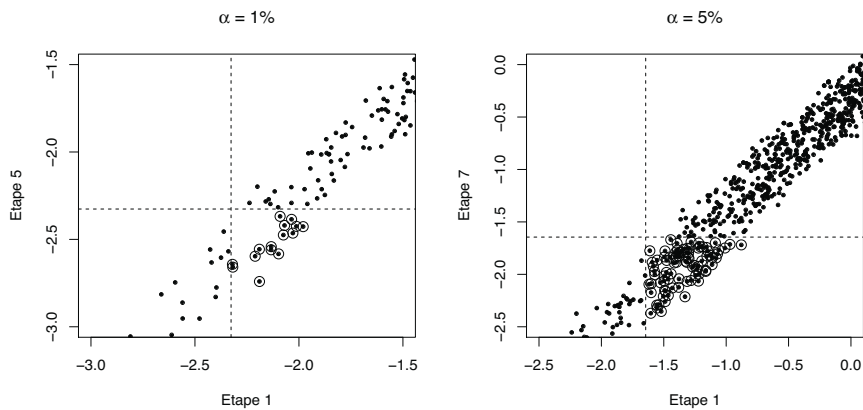 α = 1%
Etape 5
−1.5
−2.0
−2.5
−3.0
−3.0 −2.5 −2.0 −1.5
Etape 1
α = 5%
Etape 7
0.0
−0.5
−1.0
−1.5
−2.0
−2.5
−2.5 −2.0 −1.5 −1.0 −0.5 0.0
Etape 1